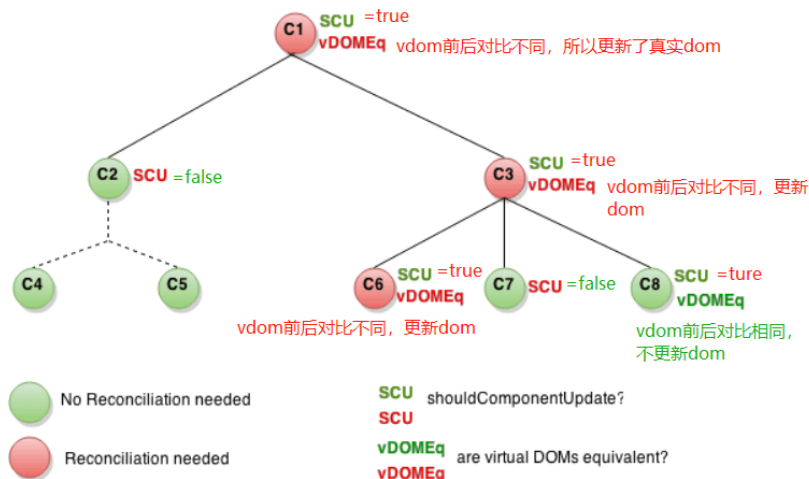 C1 SCU =true
vDOMEq vdom前后对比不同，所以更新了真实dom
C2 SCU =false
C3 SCU =true
vDOMEq vdom前后对比不同，更新
dom
C4
C5
C6 SCU =true
vDOMEq
vdom前后对比不同，更新dom
C7 SCU =false
C8 SCU =ture
vDOMEq
vdom前后对比相同，
不更新dom
No Reconciliation needed
Reconciliation needed
SCU shouldComponentUpdate?
SCU
vDOMEq are virtual DOMs equivalent?
vDOMEq